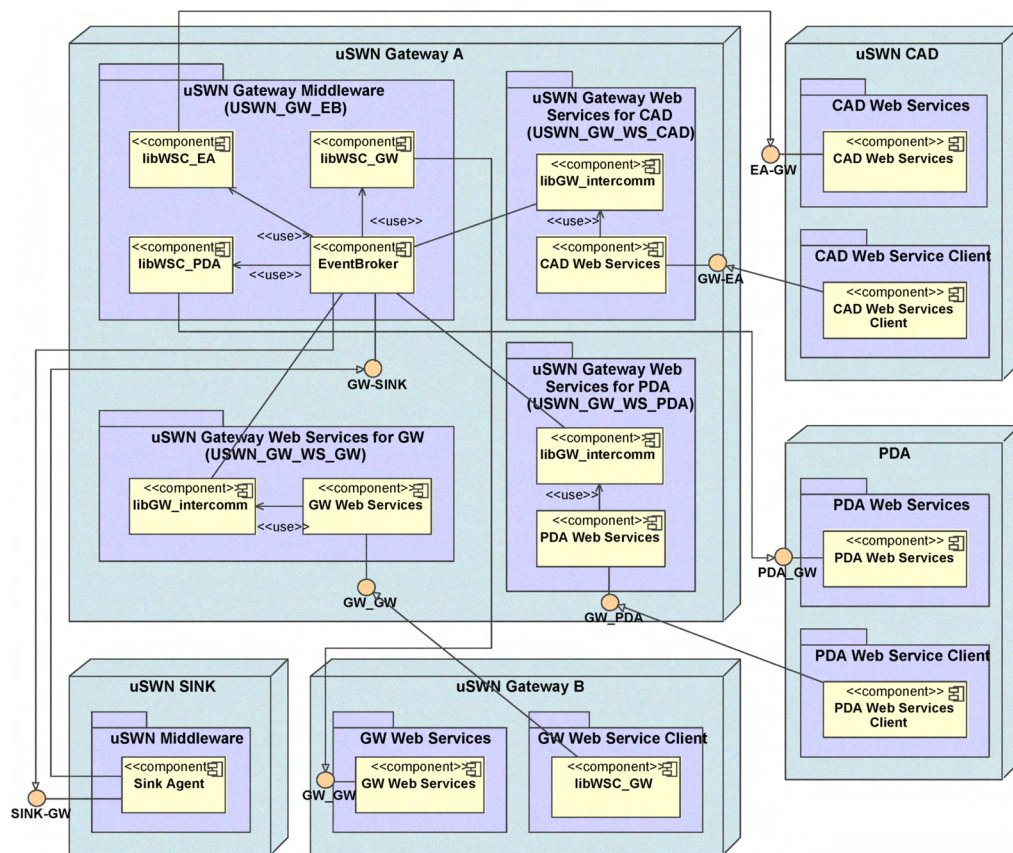 uSWN Gateway A
uSWN Gateway Middleware
(USWN_GW_EB)
<<component>>
libWSC_EA
<<component>>
libWSC_GW
<<use>>
<<use>>
<<component>>
libWSC_PDA
<<use>>
<<component>>
EventBroker
GW-SINK
uSWN Gateway Web
Services for CAD
(USWN_GW_WS_CAD)
<<component>>
libGW_intercomm
<<use>>
<<component>>
CAD Web Services
GW-EA
uSWN Gateway Web
Services for PDA
(USWN_GW_WS_PDA)
<<component>>
libGW_intercomm
<<use>>
<<component>>
PDA Web Services
GW_PDA
uSWN Gateway Web Services for GW
(USWN_GW_WS_GW)
<<component>>
libGW_intercomm
<<use>>
<<component>>
GW Web Services
GW_GW
uSWN CAD
CAD Web Services
<<component>>
CAD Web Services
EA-GW
CAD Web Service Client
<<component>>
CAD Web Services
Client
PDA
PDA Web Services
<<component>>
PDA Web Services
PDA_GW
PDA Web Service Client
<<component>>
PDA Web Services
Client
uSWN SINK
uSWN Middleware
<<component>>
Sink Agent
SINK-GW
uSWN Gateway B
GW Web Services
<<component>>
GW Web Services
GW_GW
GW Web Service Client
<<component>>
libWSC_GW